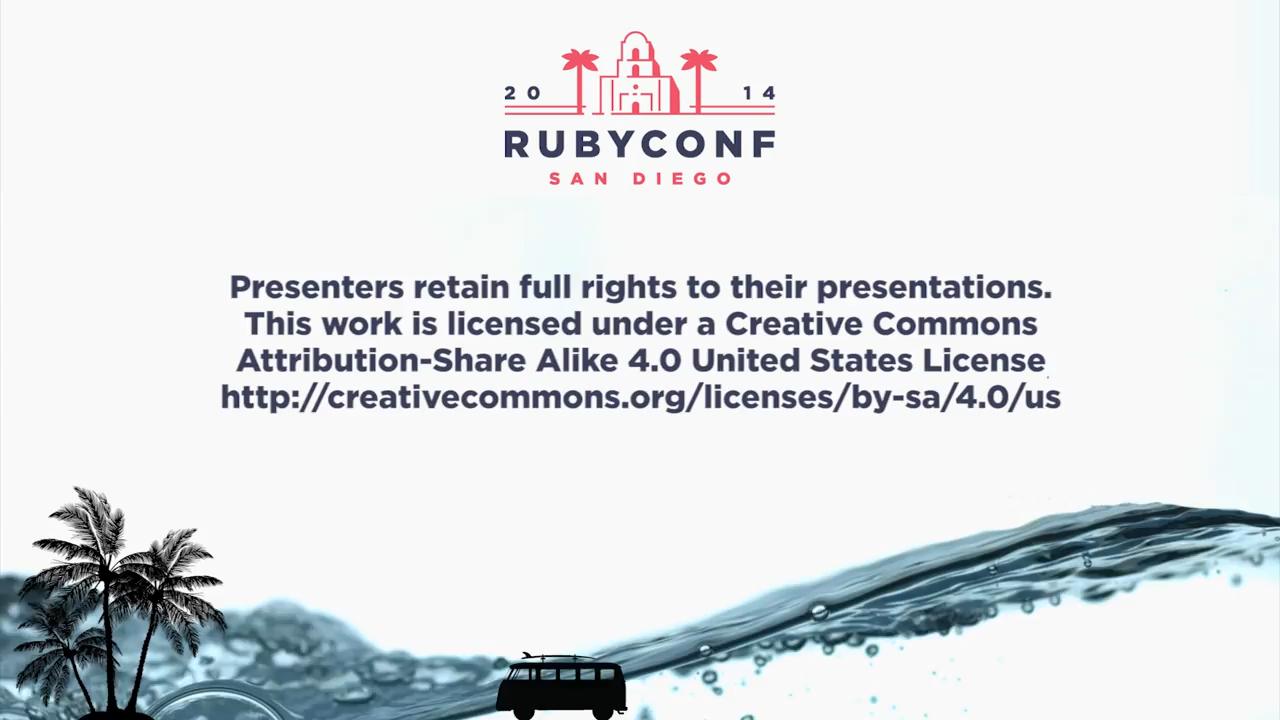 20 14
RUBYCONF
SAN DIEGO
Presenters retain full rights to their presentations.
This work is licensed under a Creative Commons
Attribution-Share Alike 4.0 United States License
http://creativecommons.org/licenses/by-sa/4.0/us